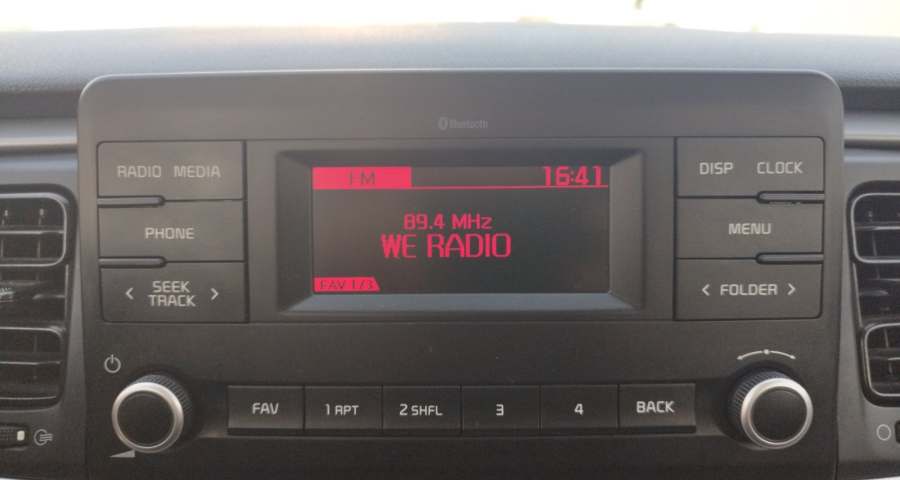 Bluetooth
RADIO MEDIA
PHONE
< SEEK >
TRACK
FM 16:41
89.4 MHz
WE RADIO
FAV 1/3
DISP CLOCK
MENU
< FOLDER >
FAV
1 RPT
2 SHFL
3
4
BACK